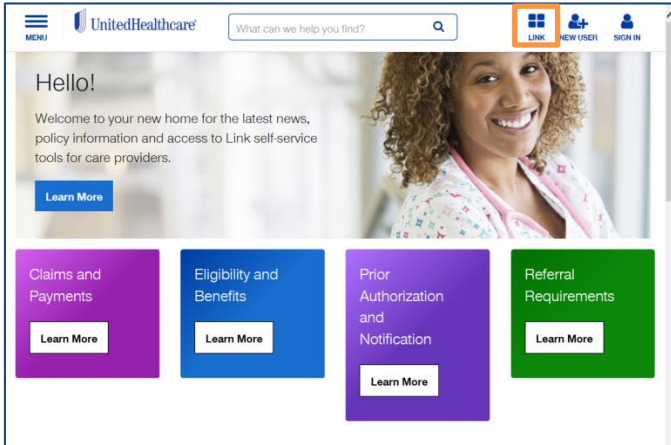 MENU
UnitedHealthcare®
What can we help you find?
LINK
NEW USER
SIGN IN
Hello!
Welcome to your new home for the latest news,
policy information and access to Link self-service
tools for care providers.
Learn More
Claims and
Payments
Learn More
Eligibility and
Benefits
Learn More
Prior
Authorization
and
Notification
Learn More
Referral
Requirements
Learn More